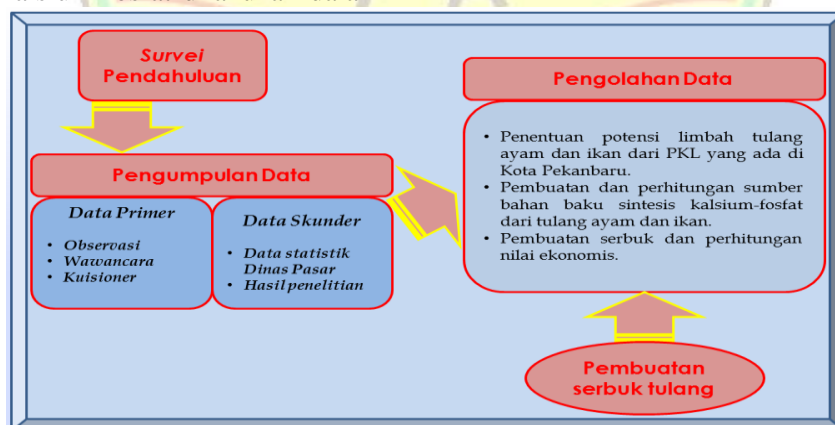 Survei
Pendahuluan
Pengumpulan Data
Data Primer
• Observasi
• Wawancara
• Kuisioner
Data Skunder
• Data statistik
Dinas Pasar
• Hasil penelitian
Pengolahan Data
• Penentuan potensi limbah tulang
ayam dan ikan dari PKL yang ada di
Kota Pekanbaru.
• Pembuatan dan perhitungan sumber
bahan baku sintesis kalsium-fosfat
dari tulang ayam dan ikan.
• Pembuatan serbuk dan perhitungan
nilai ekonomis.
Pembuatan
serbuk tulang